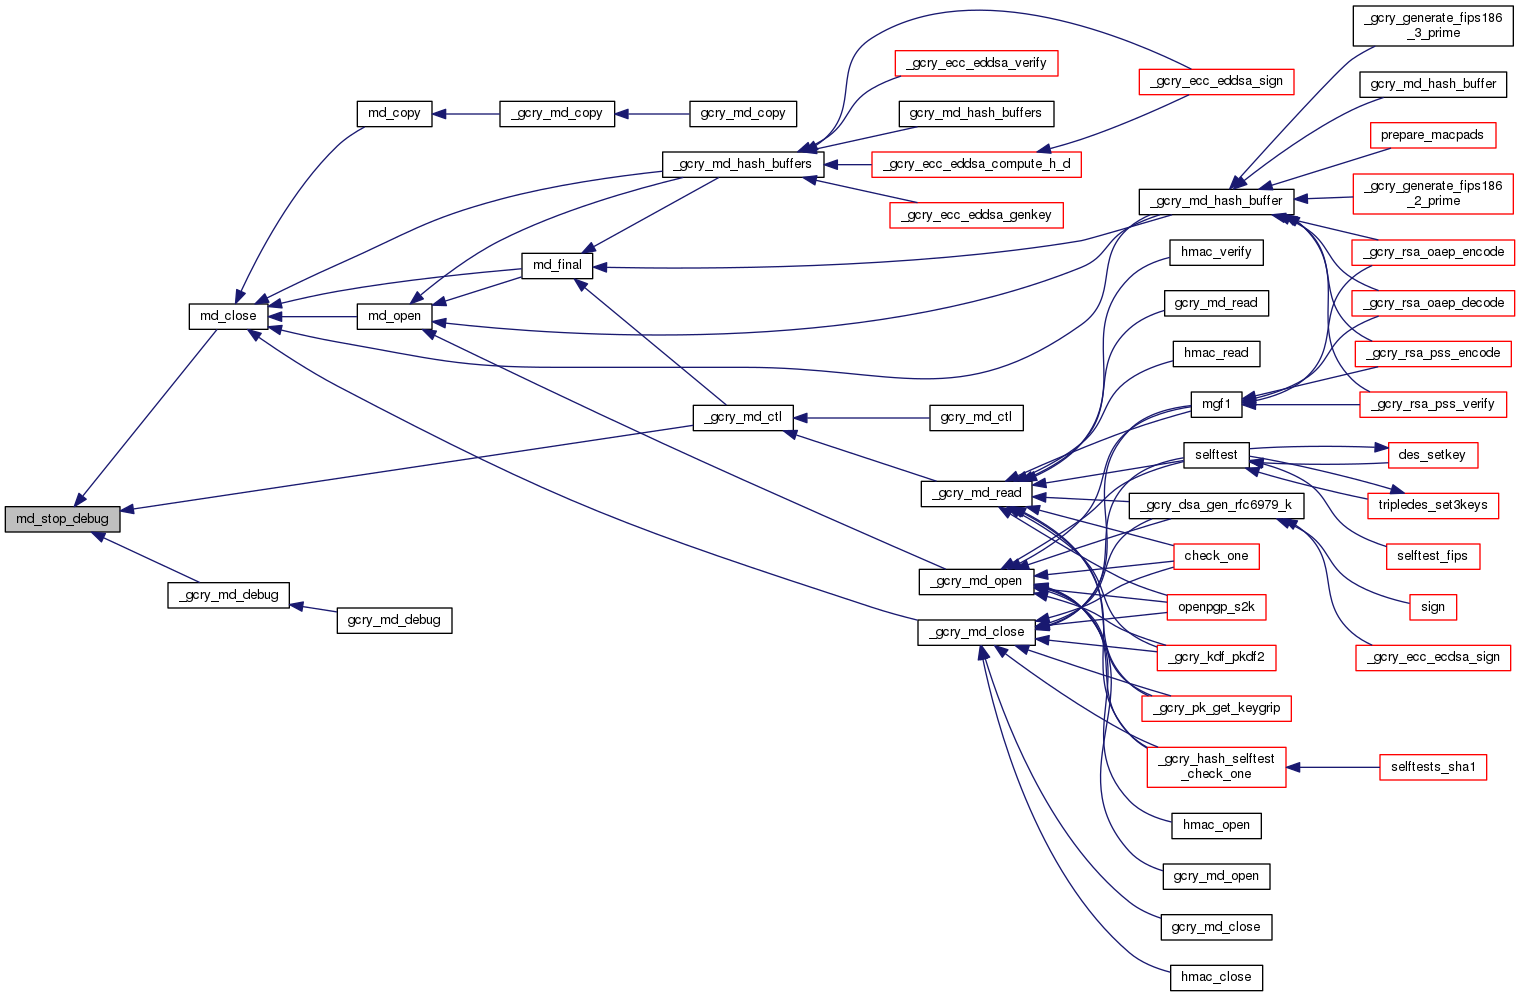 md_stop_debug
md_close
_gcry_md_debug
md_copy
md_open
gcry_md_debug
_gcry_md_copy
md_final
gcry_md_copy
_gcry_md_hash_buffers
_gcry_md_ctl
_gcry_ecc_eddsa_verify
gcry_md_hash_buffers
_gcry_ecc_eddsa_compute_h_d
_gcry_ecc_eddsa_genkey
gcry_md_ctl
_gcry_md_read
_gcry_md_open
_gcry_md_close
_gcry_ecc_eddsa_sign
_gcry_md_hash_buffer
hmac_verify
gcry_md_read
hmac_read
mgf1
selftest
_gcry_dsa_gen_rfc6979_k
check_one
openpgp_s2k
_gcry_kdf_pkdf2
_gcry_pk_get_keygrip
_gcry_hash_selftest
_check_one
hmac_open
gcry_md_open
gcry_md_close
hmac_close
_gcry_generate_fips186
_3_prime
gcry_md_hash_buffer
prepare_macpads
_gcry_generate_fips186
_2_prime
_gcry_rsa_oaep_encode
_gcry_rsa_oaep_decode
_gcry_rsa_pss_encode
_gcry_rsa_pss_verify
des_setkey
tripledes_set3keys
selftest_fips
sign
_gcry_ecc_ecdsa_sign
selftests_sha1